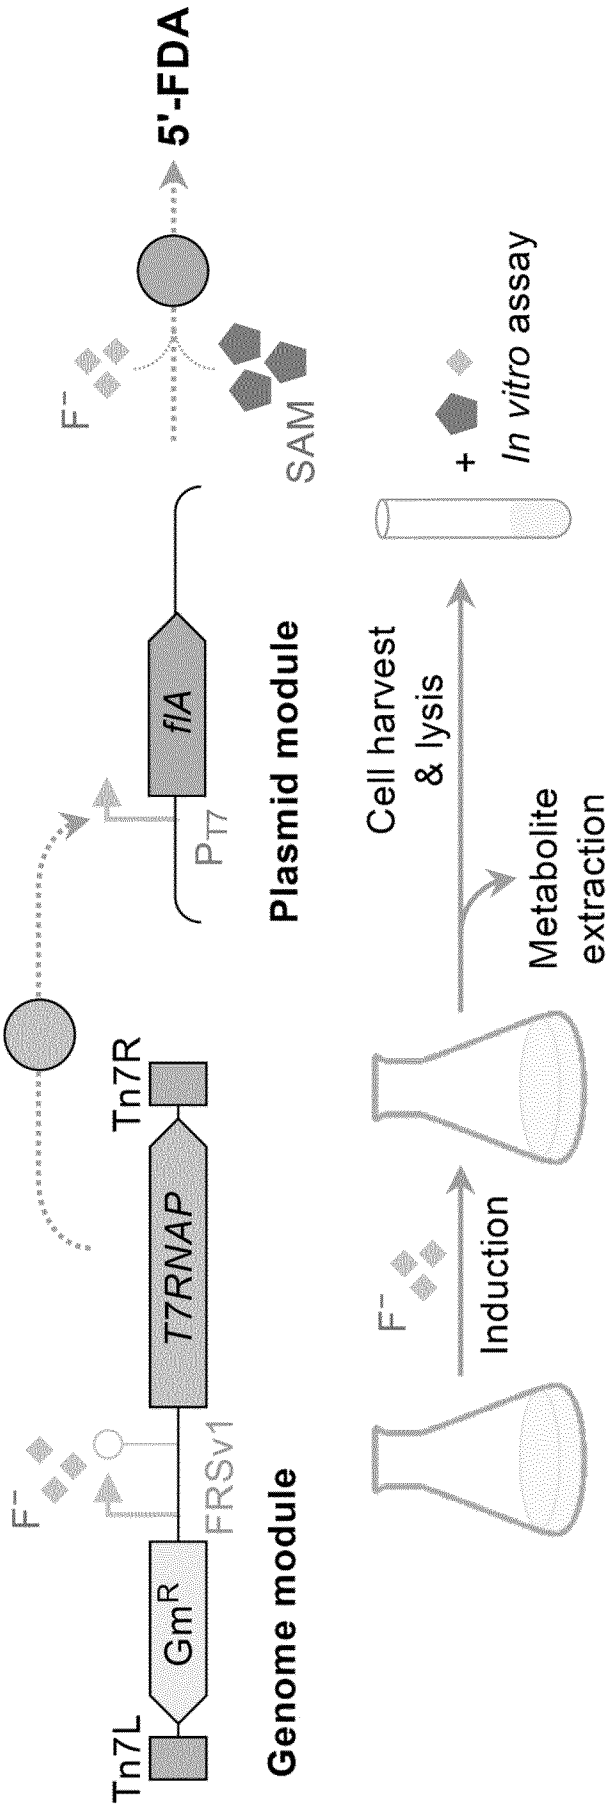 F⁻
Tn7L
Gmᴿ
FRSv1
T7RNAP
Tn7R
Genome module
P_T7
flA
Plasmid module
F⁻
SAM
5'-FDA
F⁻
Induction
Metabolite
extraction
Cell harvest
& lysis
+
In vitro assay